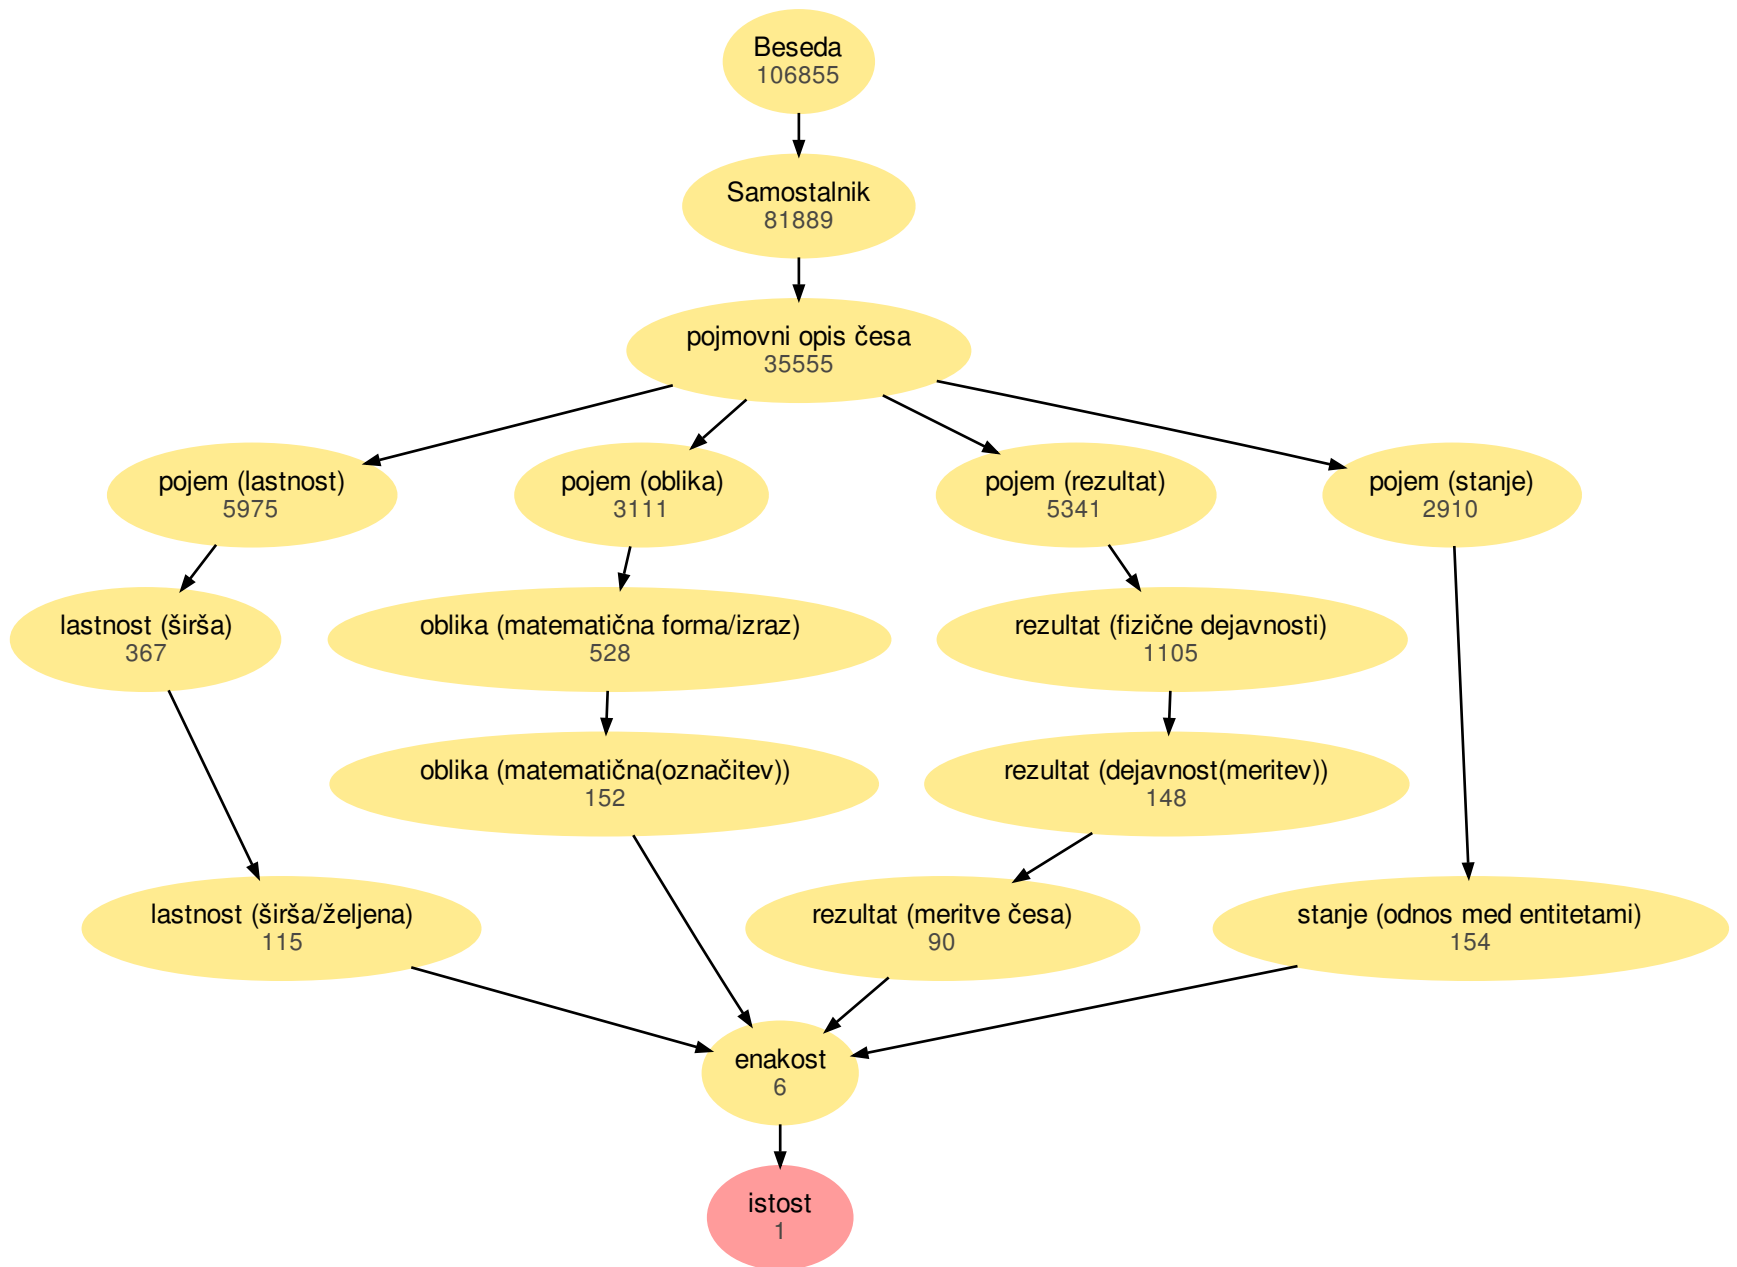 Beseda
106855
Samostalnik
81889
pojmovni opis česa
35555
pojem (lastnost)
5975
pojem (oblika)
3111
pojem (rezultat)
5341
pojem (stanje)
2910
lastnost (širša)
367
oblika (matematična forma/izraz)
528
rezultat (fizične dejavnosti)
1105
oblika (matematična(označitev))
152
rezultat (dejavnost(meritev))
148
lastnost (širša/željena)
115
rezultat (meritve česa)
90
stanje (odnos med entitetami)
154
enakost
6
istost
1